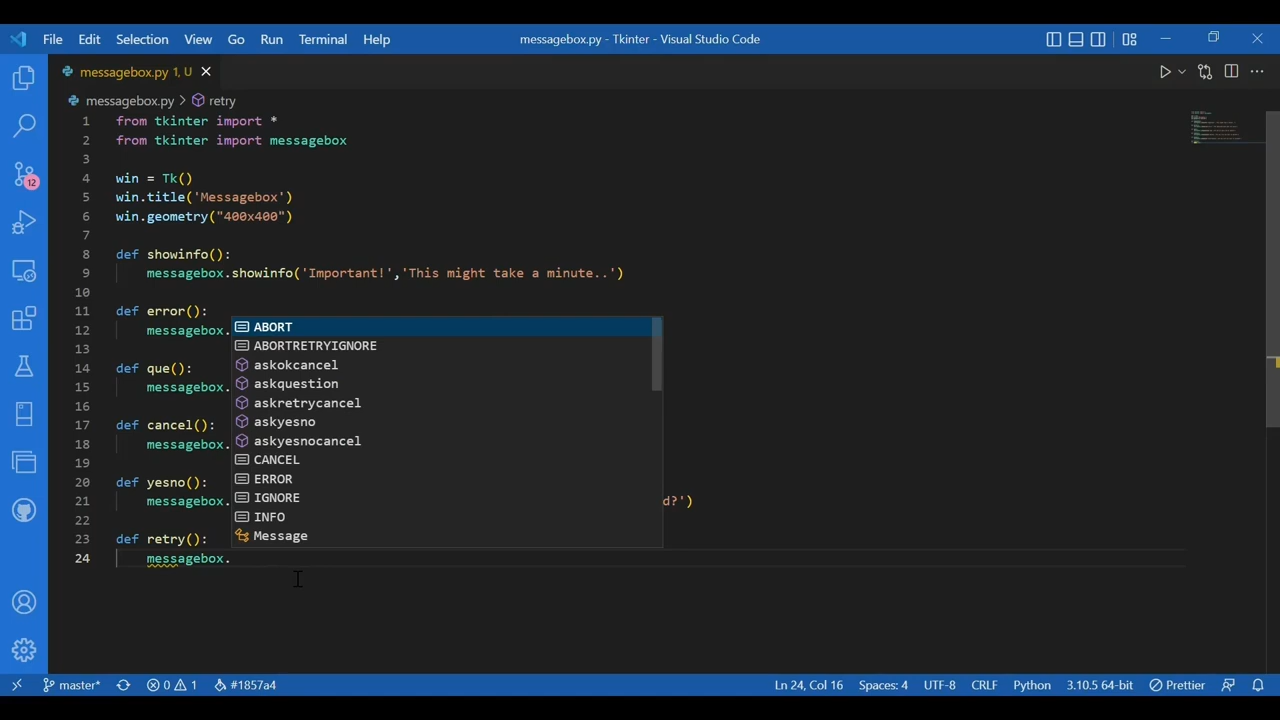 File Edit Selection View Go Run Terminal Help messagebox.py - Tkinter - Visual Studio Code
messagebox.py 1, U
messagebox.py > retry
1 from tkinter import *
2 from tkinter import messagebox
3
4 win = Tk()
5 win.title('Messagebox')
6 win.geometry("400x400")
7
8 def showinfo():
9 messagebox.showinfo('Important!','This might take a minute..')
10
11 def error():
12 messagebox.
13
14 def que():
15 messagebox.
16
17 def cancel():
18 messagebox.
19
20 def yesno():
21 messagebox. d?')
22
23 def retry():
24 messagebox.
ABORT
ABORTRETRYIGNORE
askokcancel
askquestion
askretrycancel
askyesno
askyesnocancel
CANCEL
ERROR
IGNORE
INFO
Message
12
master* 0 1 #1857a4 Ln 24, Col 16 Spaces: 4 UTF-8 CRLF Python 3.10.5 64-bit Prettier